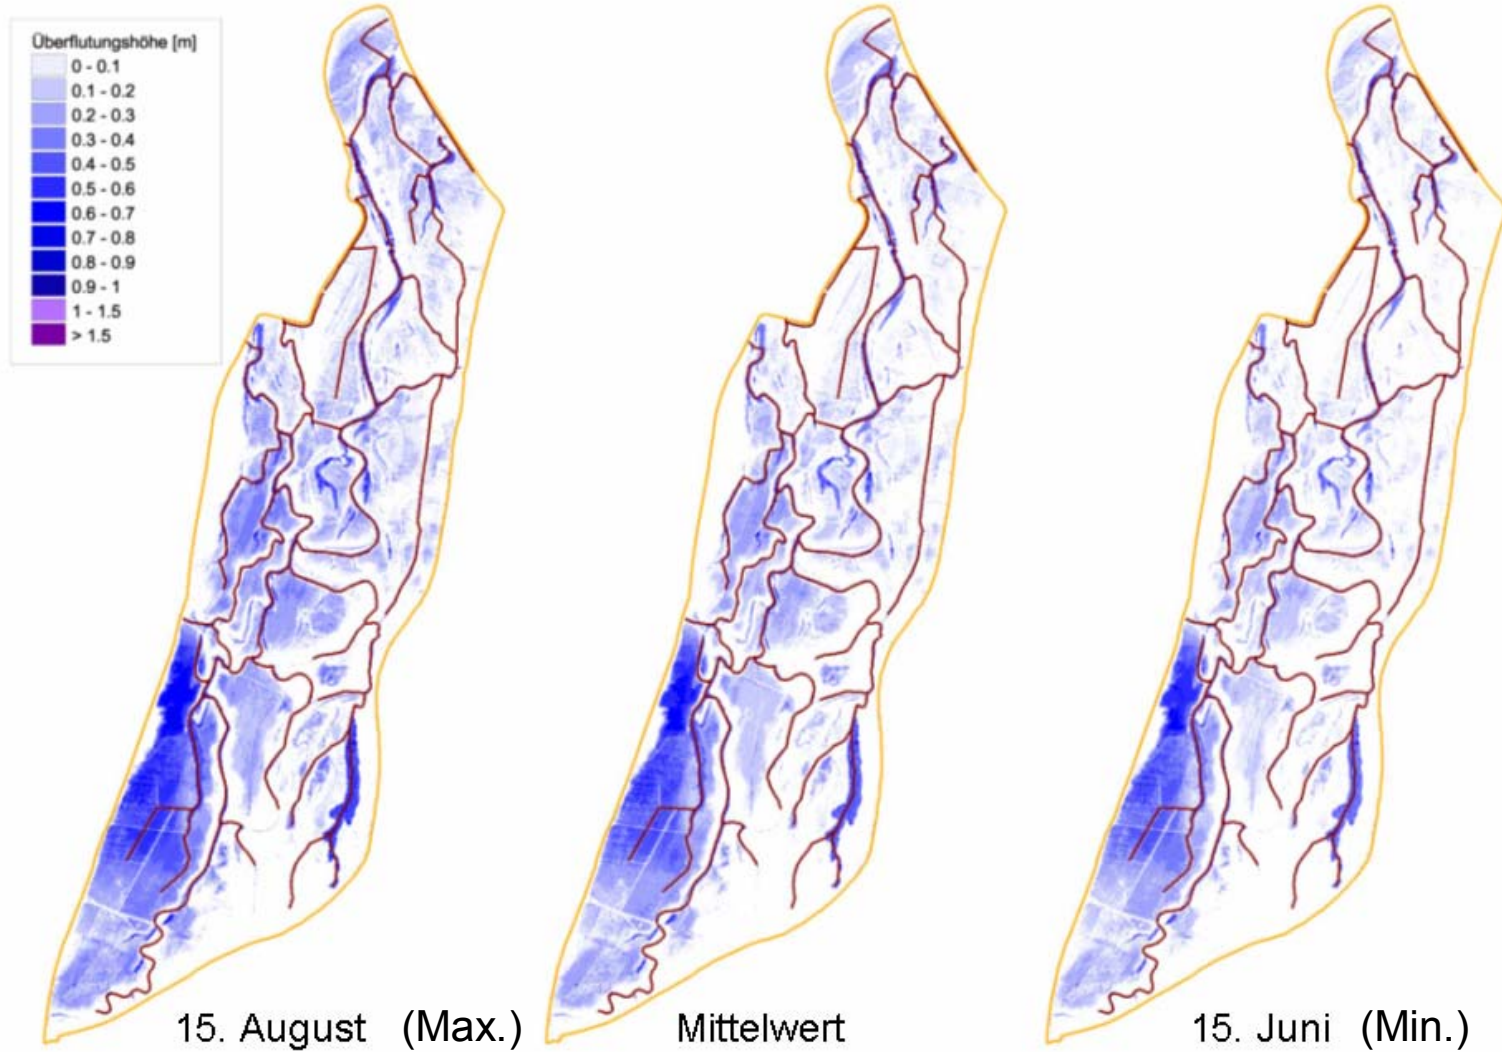 Überflutungshöhe [m]
0 - 0.1
0.1 - 0.2
0.2 - 0.3
0.3 - 0.4
0.4 - 0.5
0.5 - 0.6
0.6 - 0.7
0.7 - 0.8
0.8 - 0.9
0.9 - 1
1 - 1.5
> 1.5
15. August (Max.)
Mittelwert
15. Juni (Min.)